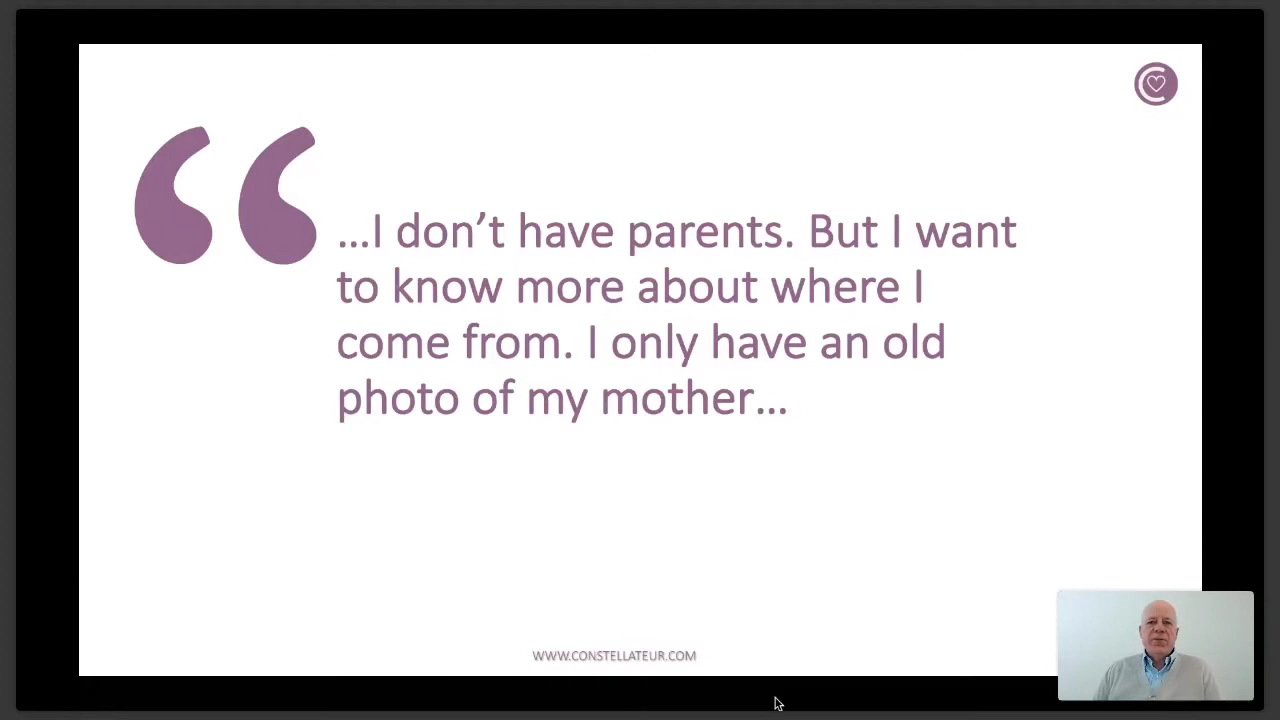 …I don’t have parents. But I want
to know more about where I
come from. I only have an old
photo of my mother…
WWW.CONSTELLATEUR.COM